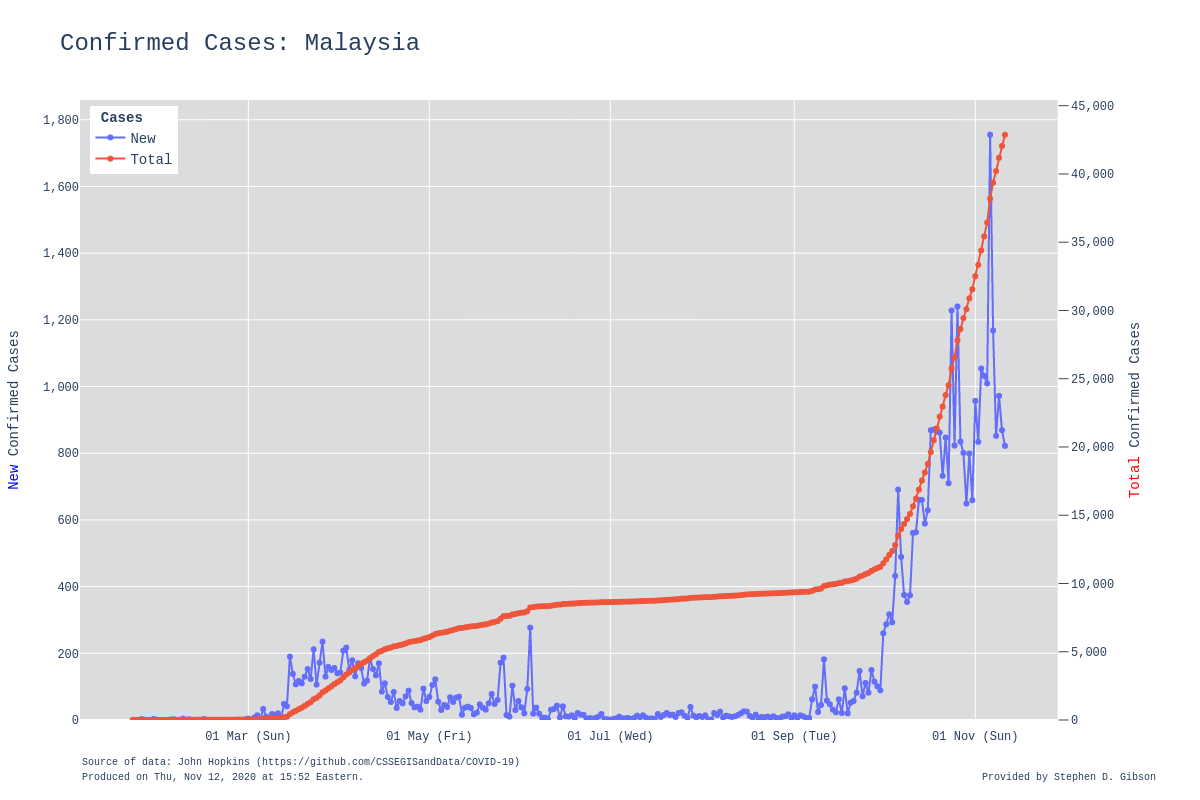 Confirmed Cases: Malaysia
Cases
New
Total
1,800
1,600
1,400
1,200
1,000
800
600
400
200
0
45,000
40,000
35,000
30,000
25,000
20,000
15,000
10,000
5,000
0
New Confirmed Cases
Total Confirmed Cases
01 Mar (Sun)
01 May (Fri)
01 Jul (Wed)
01 Sep (Tue)
01 Nov (Sun)
Source of data: John Hopkins (https://github.com/CSSEGISandData/COVID-19)
Produced on Thu, Nov 12, 2020 at 15:52 Eastern.
Provided by Stephen D. Gibson